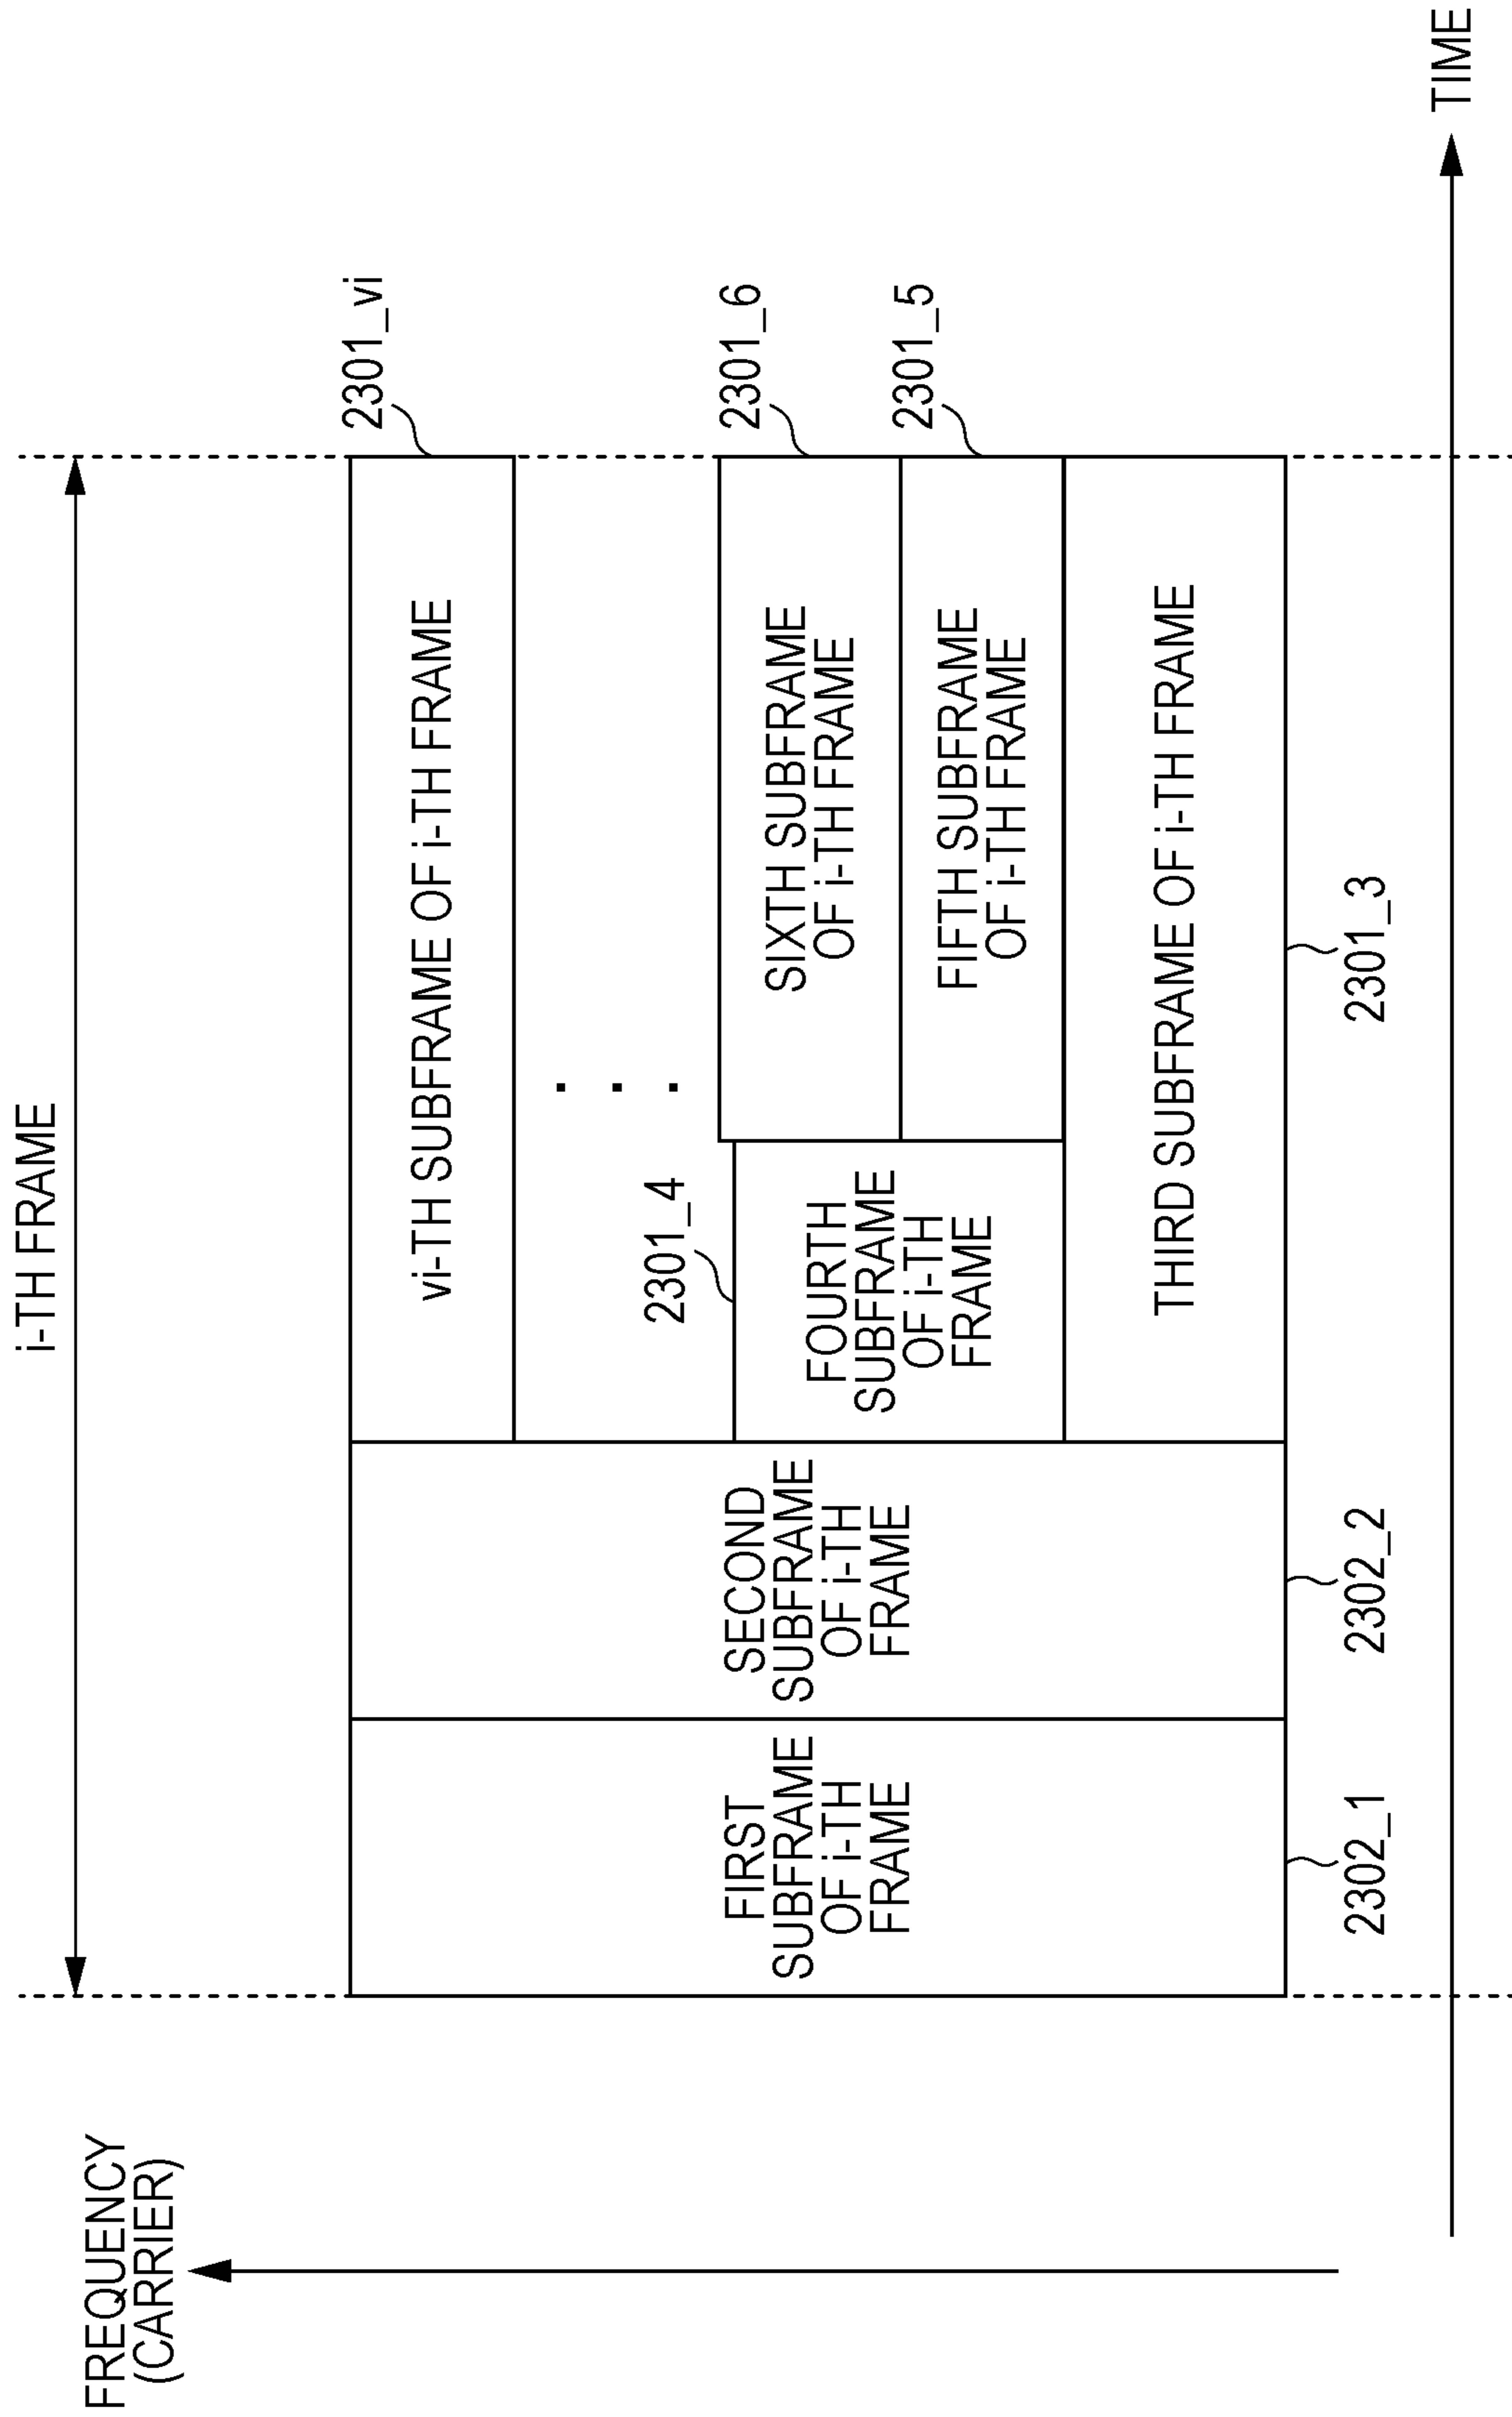 i-TH FRAME
FREQUENCY
(CARRIER)
2301_vi
vi-TH SUBFRAME OF i-TH FRAME
2301_4
2301_6
SIXTH SUBFRAME
OF i-TH FRAME
2301_5
FIFTH SUBFRAME
OF i-TH FRAME
FIRST
SUBFRAME
OF i-TH
FRAME
SECOND
SUBFRAME
OF i-TH
FRAME
FOURTH
SUBFRAME
OF i-TH
FRAME
THIRD SUBFRAME OF i-TH FRAME
2302_1
2302_2
2301_3
TIME